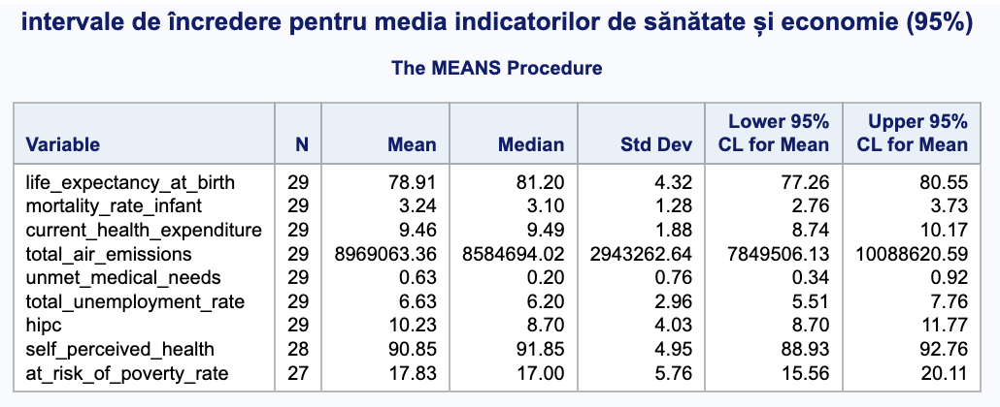 intervale de încredere pentru media indicatorilor de sănătate și economie (95%)
The MEANS Procedure
Variable N Mean Median Std Dev Lower 95% CL for Mean Upper 95% CL for Mean
life_expectancy_at_birth 29 78.91 81.20 4.32 77.26 80.55
mortality_rate_infant 29 3.24 3.10 1.28 2.76 3.73
current_health_expenditure 29 9.46 9.49 1.88 8.74 10.17
total_air_emissions 29 8969063.36 8584694.02 2943262.64 7849506.13 10088620.59
unmet_medical_needs 29 0.63 0.20 0.76 0.34 0.92
total_unemployment_rate 29 6.63 6.20 2.96 5.51 7.76
hipc 29 10.23 8.70 4.03 8.70 11.77
self_perceived_health 28 90.85 91.85 4.95 88.93 92.76
at_risk_of_poverty_rate 27 17.83 17.00 5.76 15.56 20.11